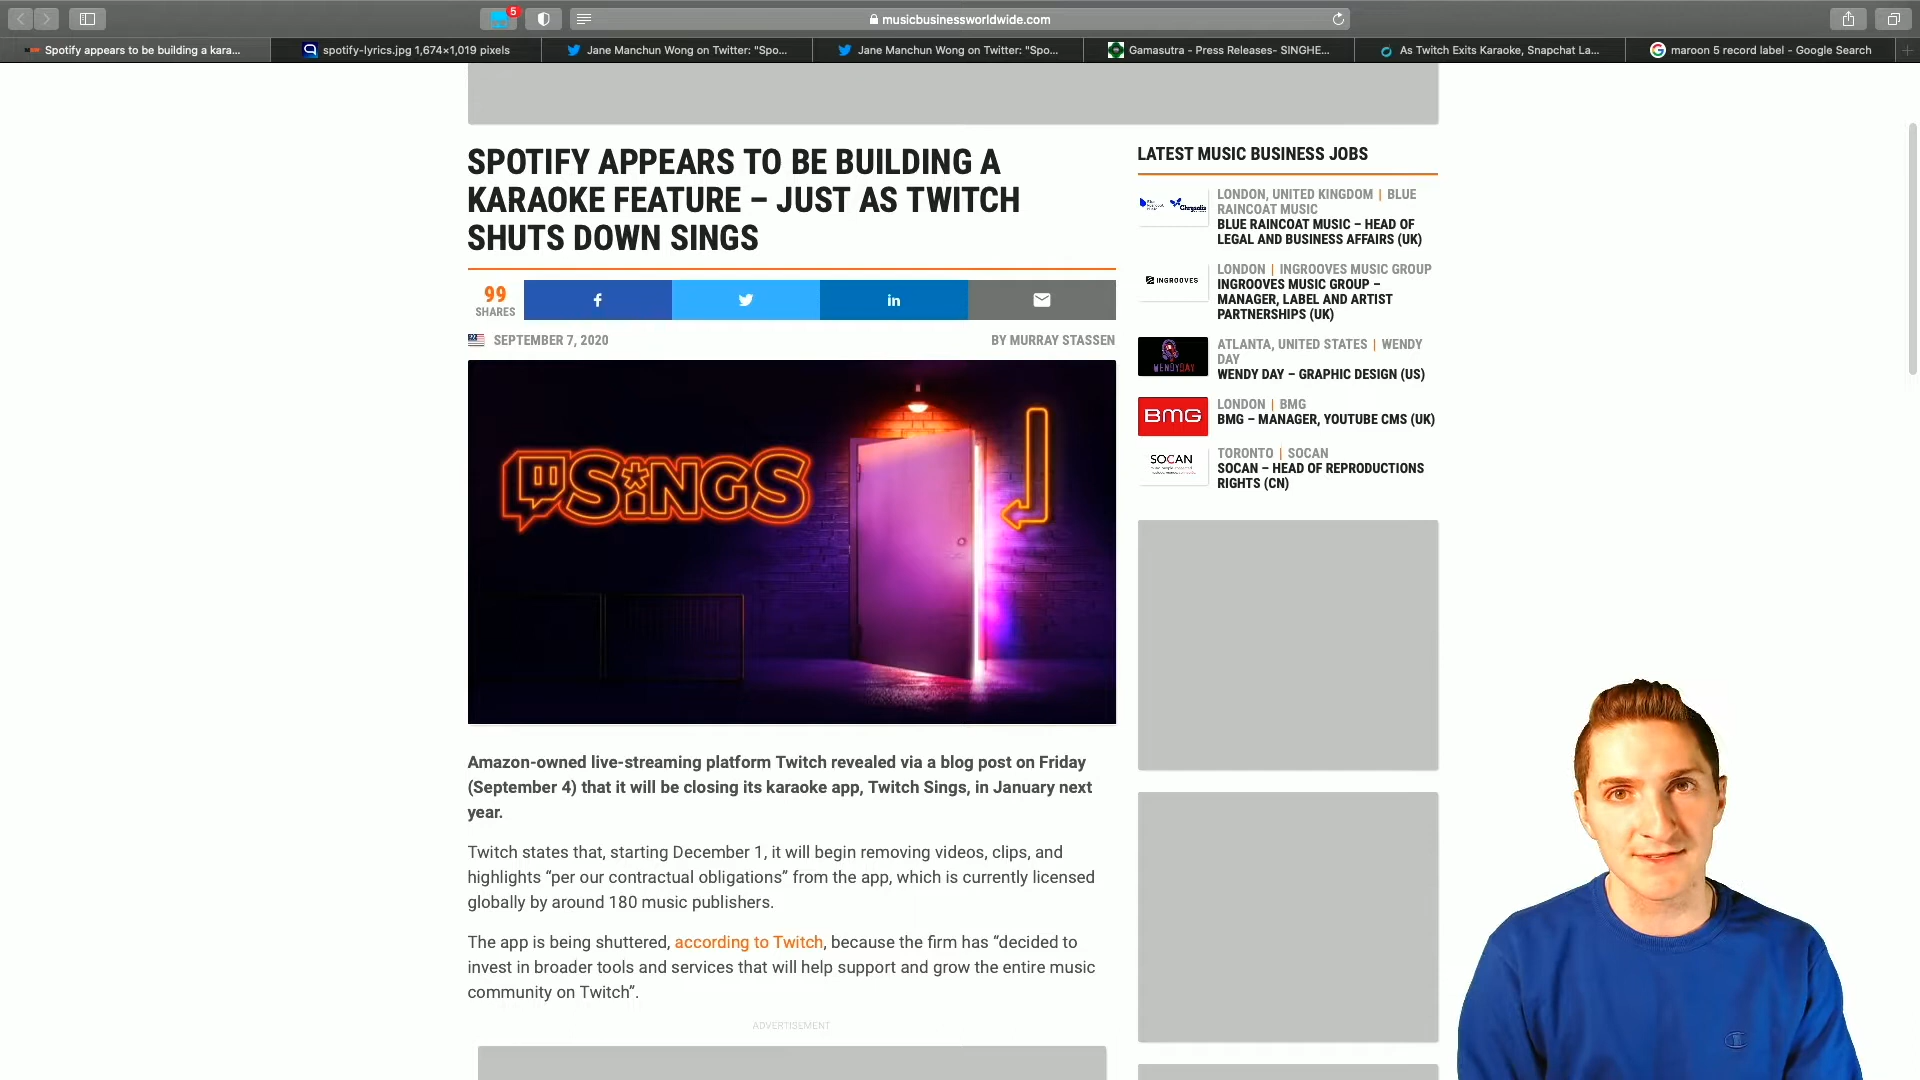 5
musicbusinessworldwide.com
Spotify appears to be building a kara...
spotify-lyrics.jpg 1,674×1,019 pixels
Jane Manchun Wong on Twitter: "Spo...
Jane Manchun Wong on Twitter: "Spo...
Gamasutra - Press Releases- SINGHE...
As Twitch Exits Karaoke, Snapchat La...
maroon 5 record label - Google Search
SPOTIFY APPEARS TO BE BUILDING A
KARAOKE FEATURE – JUST AS TWITCH
SHUTS DOWN SINGS
99
SHARES
SEPTEMBER 7, 2020
BY MURRAY STASSEN
SINGS
Amazon-owned live-streaming platform Twitch revealed via a blog post on Friday
(September 4) that it will be closing its karaoke app, Twitch Sings, in January next
year.
Twitch states that, starting December 1, it will begin removing videos, clips, and
highlights “per our contractual obligations” from the app, which is currently licensed
globally by around 180 music publishers.
The app is being shuttered, according to Twitch, because the firm has “decided to
invest in broader tools and services that will help support and grow the entire music
community on Twitch”.
ADVERTISEMENT
LATEST MUSIC BUSINESS JOBS
Chrysalis
LONDON, UNITED KINGDOM | BLUE
RAINCOAT MUSIC
BLUE RAINCOAT MUSIC – HEAD OF
LEGAL AND BUSINESS AFFAIRS (UK)
INGROOVES
LONDON | INGROOVES MUSIC GROUP
INGROOVES MUSIC GROUP –
MANAGER, LABEL AND ARTIST
PARTNERSHIPS (UK)
WENDYDAY
ATLANTA, UNITED STATES | WENDY
DAY
WENDY DAY – GRAPHIC DESIGN (US)
BMG
LONDON | BMG
BMG – MANAGER, YOUTUBE CMS (UK)
SOCAN
TORONTO | SOCAN
SOCAN – HEAD OF REPRODUCTIONS
RIGHTS (CN)